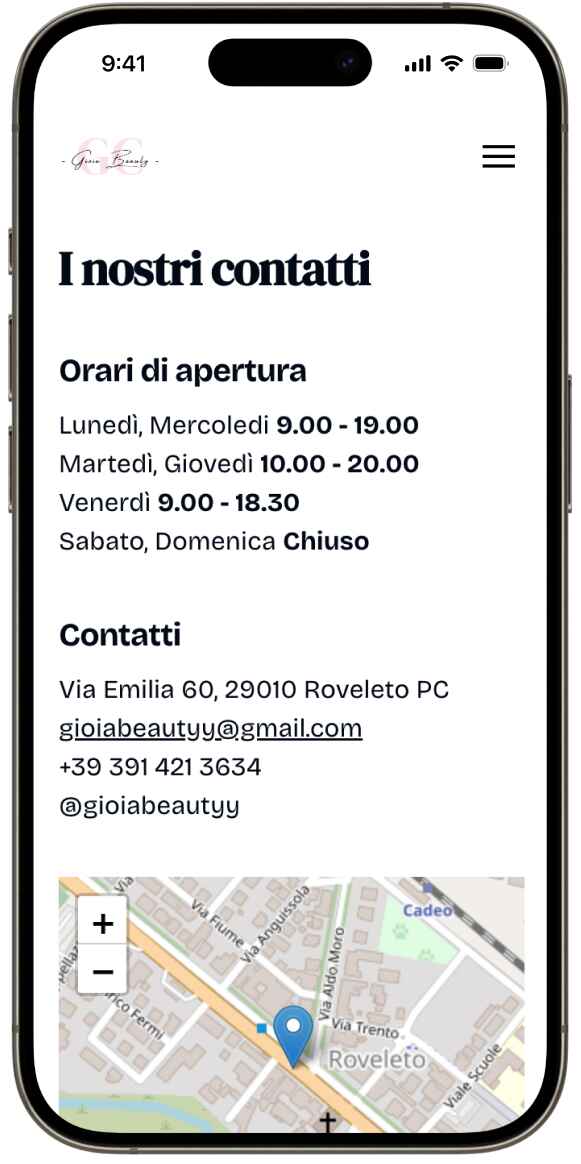 9:41
GC
- Gioia Beauty -
I nostri contatti
Orari di apertura
Lunedì, Mercoledi 9.00 - 19.00
Martedì, Giovedì 10.00 - 20.00
Venerdì 9.00 - 18.30
Sabato, Domenica Chiuso
Contatti
Via Emilia 60, 29010 Roveleto PC
gioiabeautyy@gmail.com
+39 391 421 3634
@gioiabeautyy
Via
Cadeo
+
Via Fiume
Via Anguissola
Via Aldo Moro
−
rico Fermi
Via Trento
Roveleto
Viale Scuole